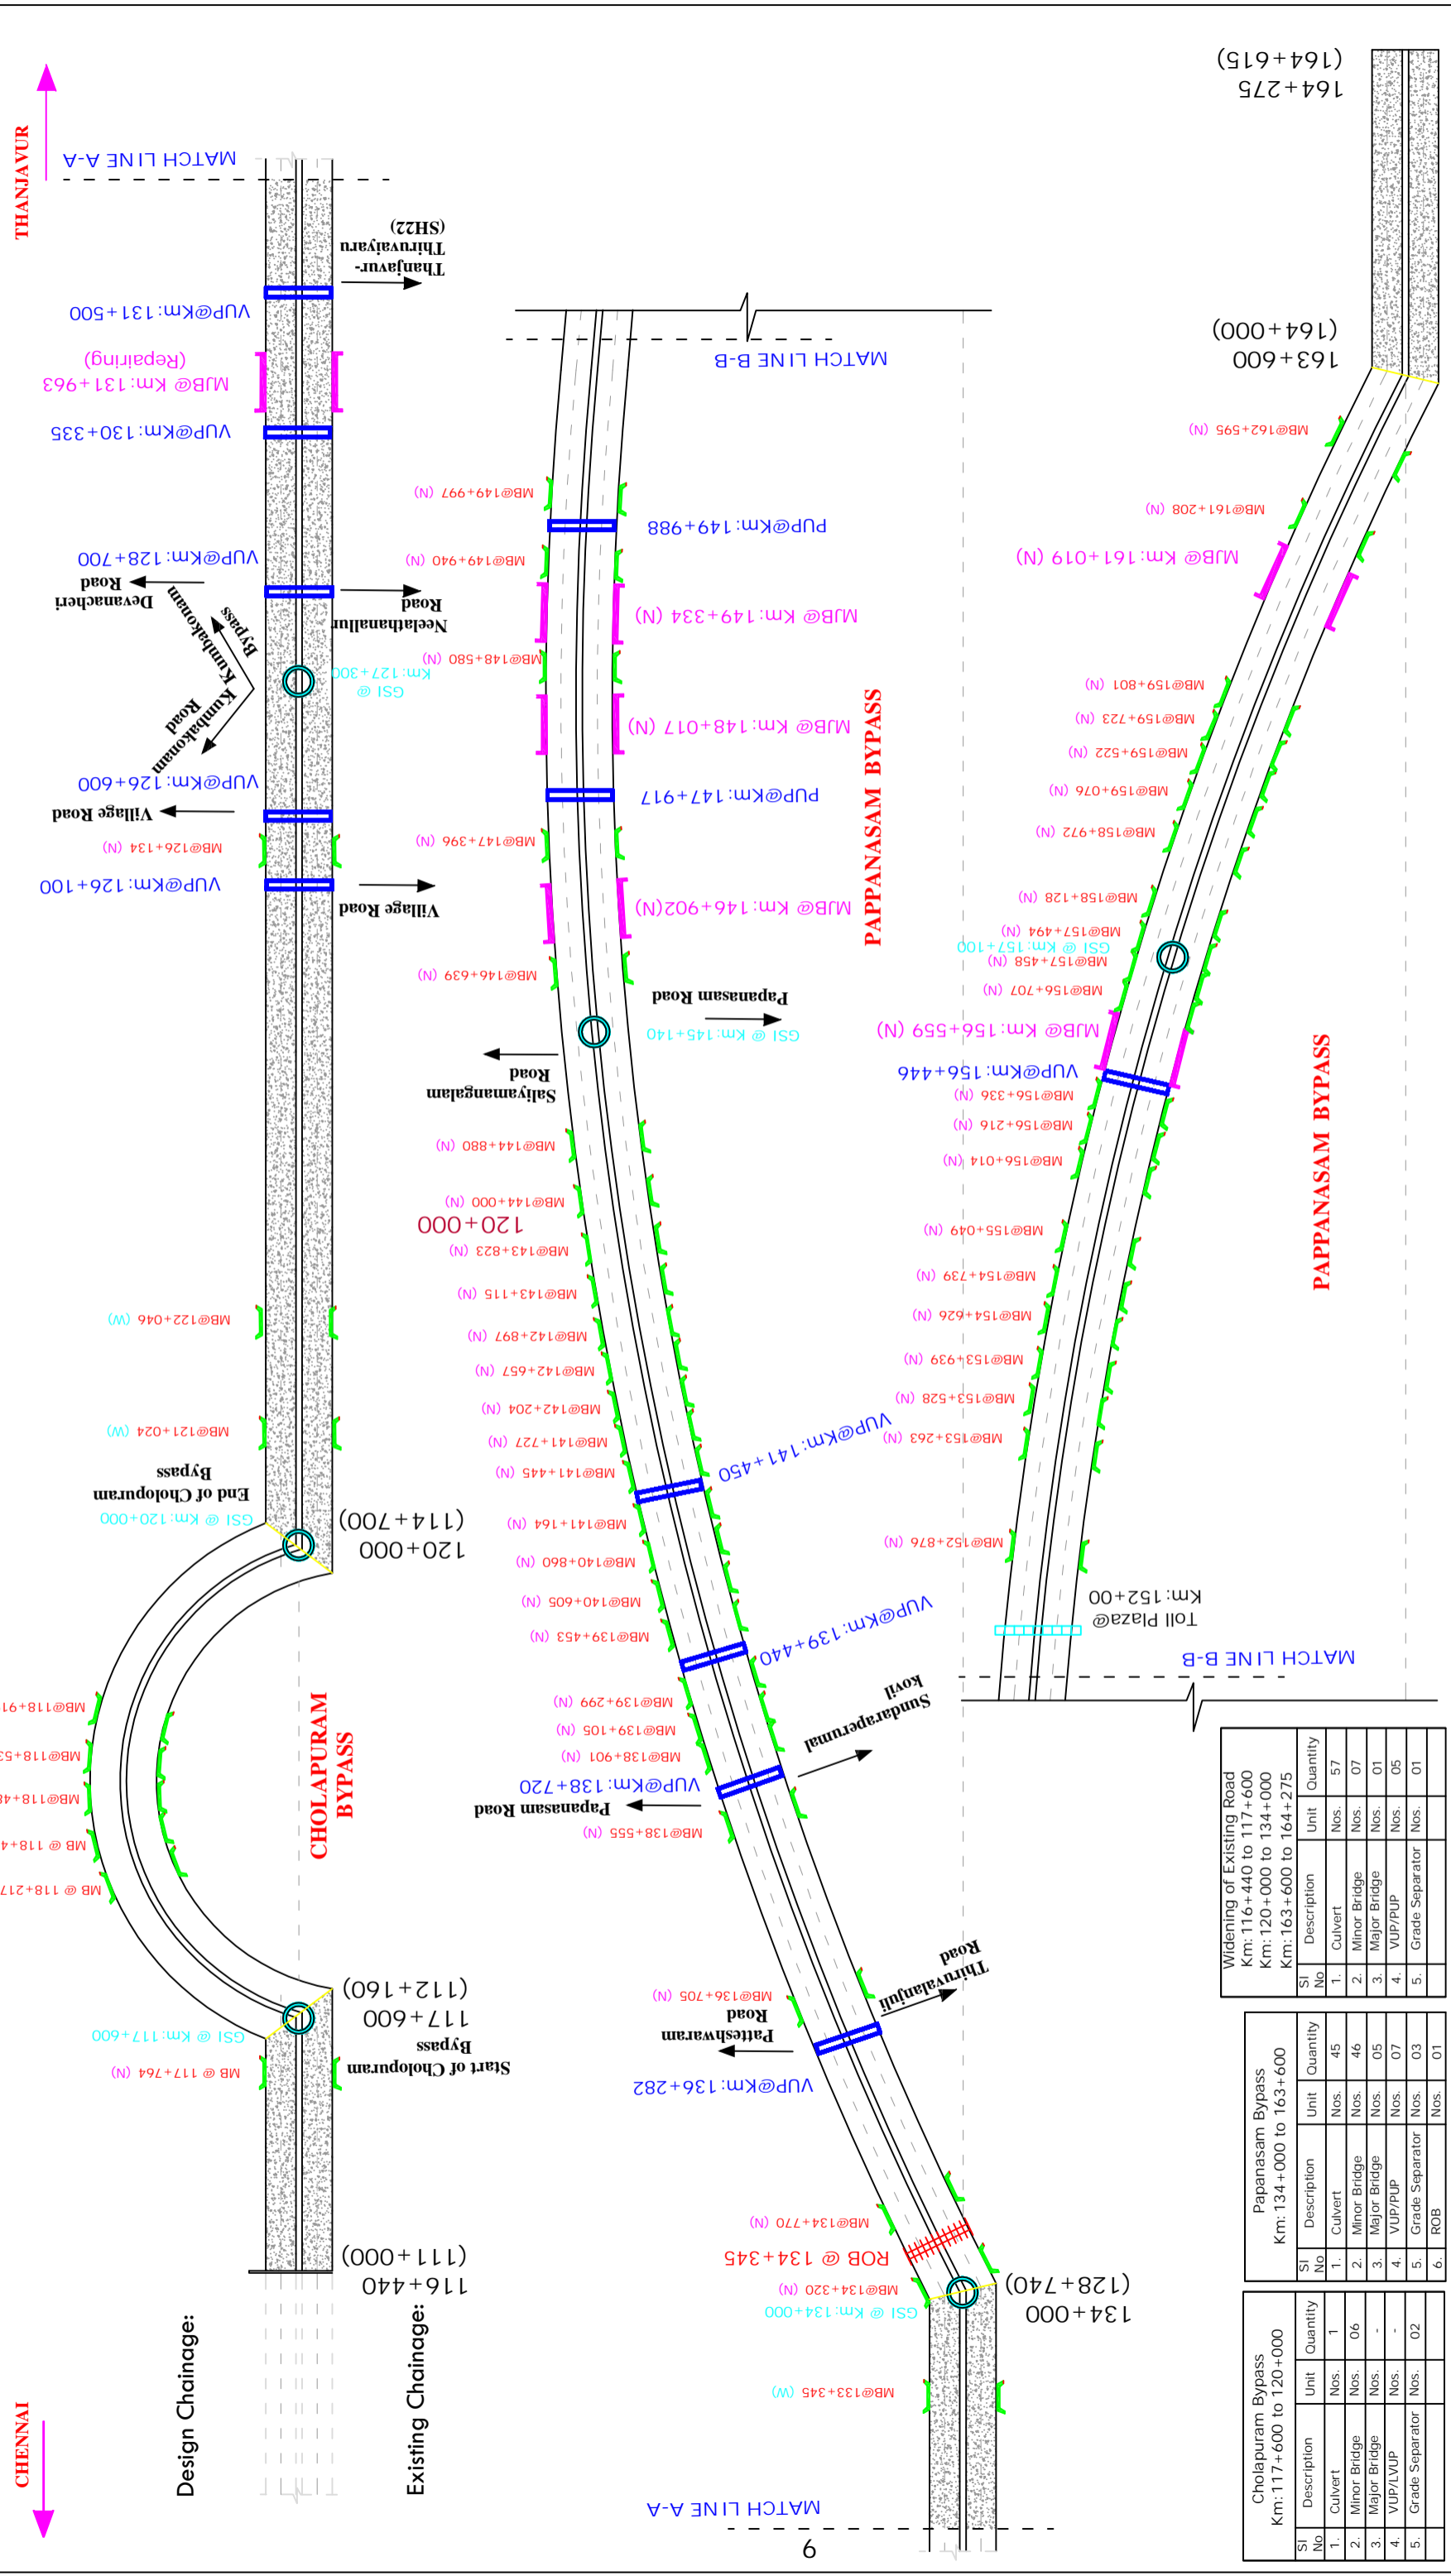 THANJAVUR
MATCH LINE A-A
Thanjavur-
Thiruvaiyaru
(SH22)
VUP@Km:131+500
MJB@ Km:131+963
(Repairing)
VUP@Km:130+335
VUP@Km:128+700
Devanacheri
Road
Neelathanallur
Road
Kumbakonam
Bypass
GSI @
Km:127+300
Kumbakonam
Road
VUP@Km:126+600
Village Road
MB@126+134 (N)
VUP@Km:126+100
Village Road
MB@122+046 (W)
MB@121+024 (W)
End of Cholopuram
Bypass
GSI @ Km:120+000
120+000
(114+700)
CHOLAPURAM
BYPASS
MB @ 118+217
117+600
(112+160)
GSI @ Km:117+600
Start of Cholopuram
Bypass
MB @ 117+764 (N)
116+440
(111+000)
Design Chainage:
Existing Chainage:
CHENNAI
MATCH LINE B-B
MB@149+997 (N)
PUP@Km:149+988
MB@149+940 (N)
MJB@ Km:149+334 (N)
MB@148+580 (N)
MJB@ Km:148+017 (N)
PUP@Km:147+917
MB@147+396 (N)
MJB@ Km:146+902(N)
MB@146+639 (N)
PAPPANASAM BYPASS
Papanasam Road
GSI @ Km:145+140
Saliyamangalam
Road
MB@144+880 (N)
MB@144+000 (N)
120+000
MB@143+823 (N)
MB@143+115 (N)
MB@142+897 (N)
MB@142+657 (N)
MB@142+204 (N)
MB@141+727 (N)
MB@141+445 (N)
VUP@Km:141+450
MB@141+164 (N)
MB@140+860 (N)
MB@140+605 (N)
MB@139+453 (N)
VUP@Km:139+440
MB@139+299 (N)
MB@139+105 (N)
MB@138+901 (N)
VUP@Km:138+720
Papanasam Road
Sundaraperumal
kovil
MB@138+555 (N)
MB@136+705 (N)
Patteshwaram
Road
Thiruvalanjuli
Road
VUP@Km:136+282
MB@134+770 (N)
ROB @ 134+345
MB@134+320 (N)
GSI @ Km:134+000
134+000
(128+740)
MB@133+345 (W)
MATCH LINE A-A
9
164+275
(164+615)
163+600
(164+000)
MB@162+595 (N)
MB@161+208 (N)
MJB@ Km:161+019 (N)
MB@159+801 (N)
MB@159+723 (N)
MB@159+522 (N)
MB@159+076 (N)
MB@158+972 (N)
MB@158+128 (N)
MB@157+494 (N)
GSI @ Km:157+100
MB@157+458 (N)
MB@156+707 (N)
MJB@ Km:156+559 (N)
VUP@Km:156+446
MB@156+336 (N)
MB@156+216 (N)
MB@156+014 (N)
MB@155+049 (N)
MB@154+739 (N)
MB@154+626 (N)
MB@153+939 (N)
MB@153+528 (N)
MB@153+263 (N)
MB@152+876 (N)
PAPPANASAM BYPASS
Toll Plaza@
Km:152+00
MATCH LINE B-B
Cholapuram Bypass
Km:117+600 to 120+000
Sl No Description Unit Quantity
1. Culvert Nos. 1
2. Minor Bridge Nos. 06
3. Major Bridge Nos. -
4. VUP/LVUP Nos. -
5. Grade Separator Nos. 02
Papanasam Bypass
Km: 134+000 to 163+600
Sl No Description Unit Quantity
1. Culvert Nos. 45
2. Minor Bridge Nos. 46
3. Major Bridge Nos. 05
4. VUP/PUP Nos. 07
5. Grade Separator Nos. 03
6. ROB Nos. 01
Widening of Existing Road
Km: 116+440 to 117+600
Km: 120+000 to 134+000
Km: 163+600 to 164+275
Sl No Description Unit Quantity
1. Culvert Nos. 57
2. Minor Bridge Nos. 07
3. Major Bridge Nos. 01
4. VUP/PUP Nos. 05
5. Grade Separator Nos. 01